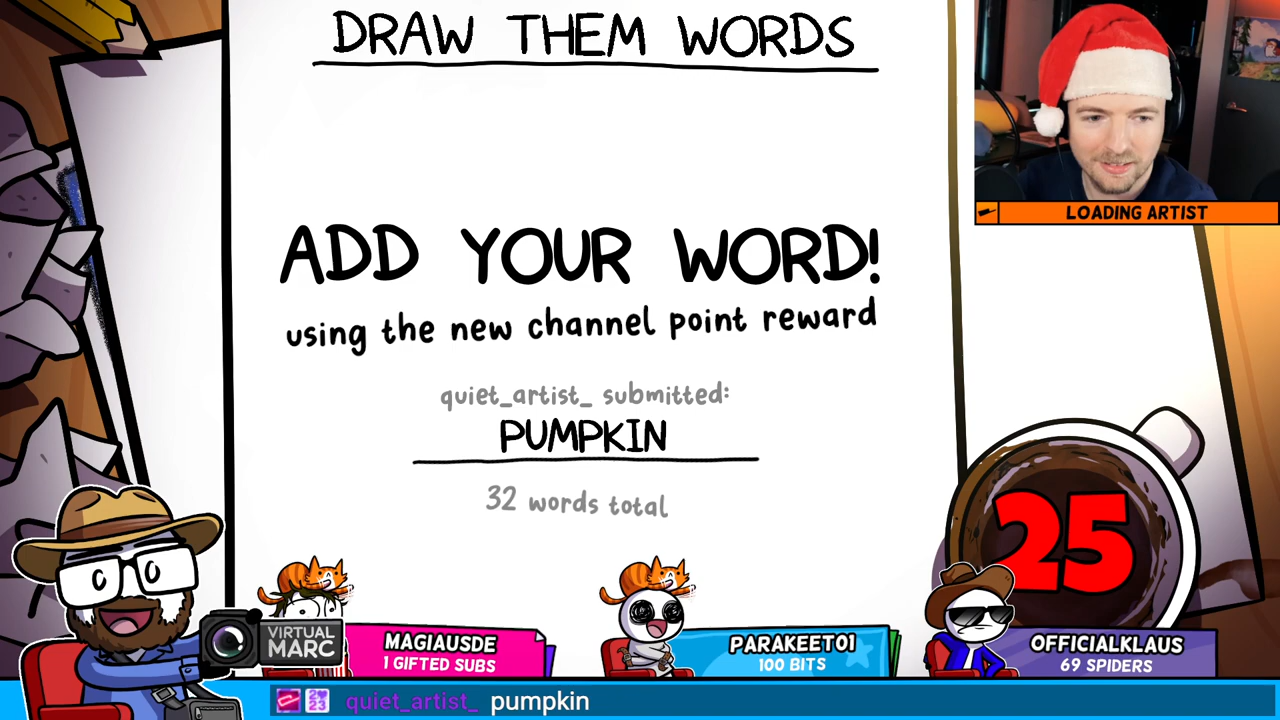 DRAW THEM WORDS
LOADING ARTIST
ADD YOUR WORD!
using the new channel point reward
quiet_artist_ submitted:
PUMPKIN
32 words total
25
VIRTUAL
MARC
MAGIAUSDE
1 GIFTED SUBS
PARAKEET01
100 BITS
OFFICIALKLAUS
69 SPIDERS
quiet_artist_ pumpkin